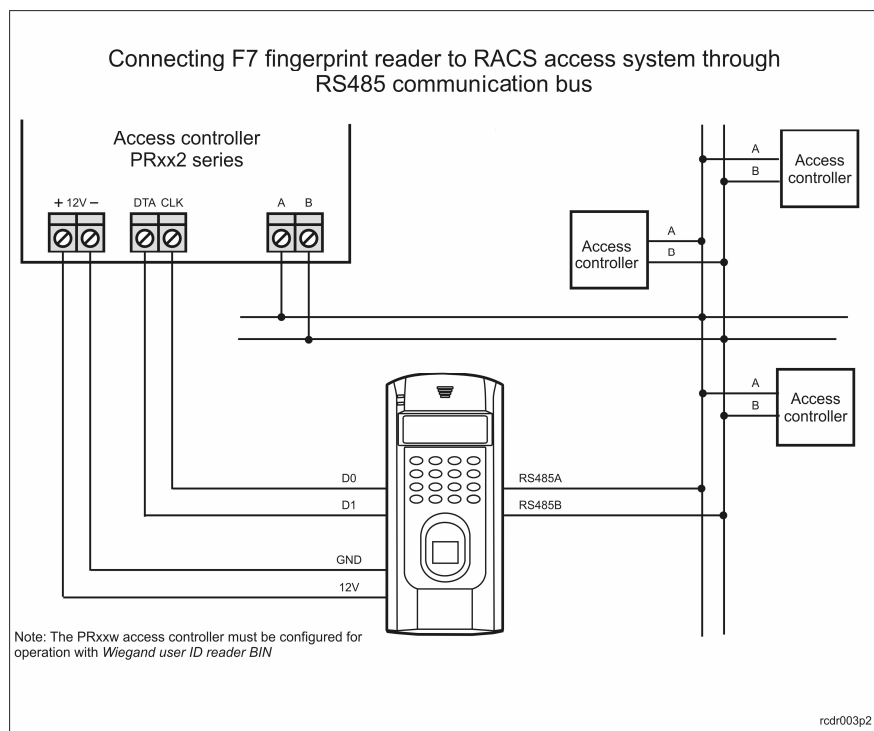 Connecting F7 fingerprint reader to RACS access system through
RS485 communication bus
Access controller
PRxx2 series
+ 12V −
DTA CLK
A B
A
B
Access
controller
A
B
Access
controller
A
B
Access
controller
D0
D1
GND
12V
RS485A
RS485B
Note: The PRxxw access controller must be configured for
operation with Wiegand user ID reader BIN
rcdr003p2